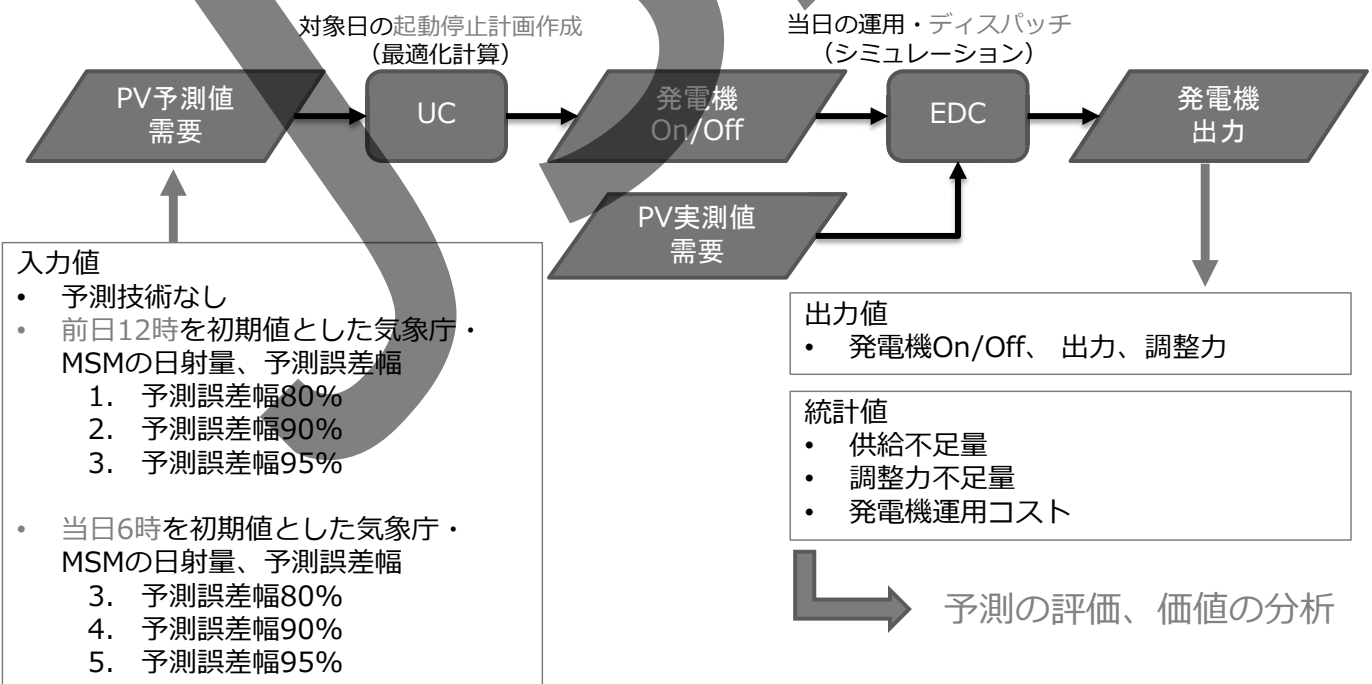 対象日の起動停止計画作成
（最適化計算）
当日の運用・ディスパッチ
（シミュレーション）
PV予測値
需要
UC
発電機
On/Off
EDC
発電機
出力
PV実測値
需要
入力値
• 予測技術なし
• 前日12時を初期値とした気象庁・
MSMの日射量、予測誤差幅
1. 予測誤差幅80%
2. 予測誤差幅90%
3. 予測誤差幅95%
• 当日6時を初期値とした気象庁・
MSMの日射量、予測誤差幅
3. 予測誤差幅80%
4. 予測誤差幅90%
5. 予測誤差幅95%
出力値
• 発電機On/Off、 出力、調整力
統計値
• 供給不足量
• 調整力不足量
• 発電機運用コスト
予測の評価、価値の分析